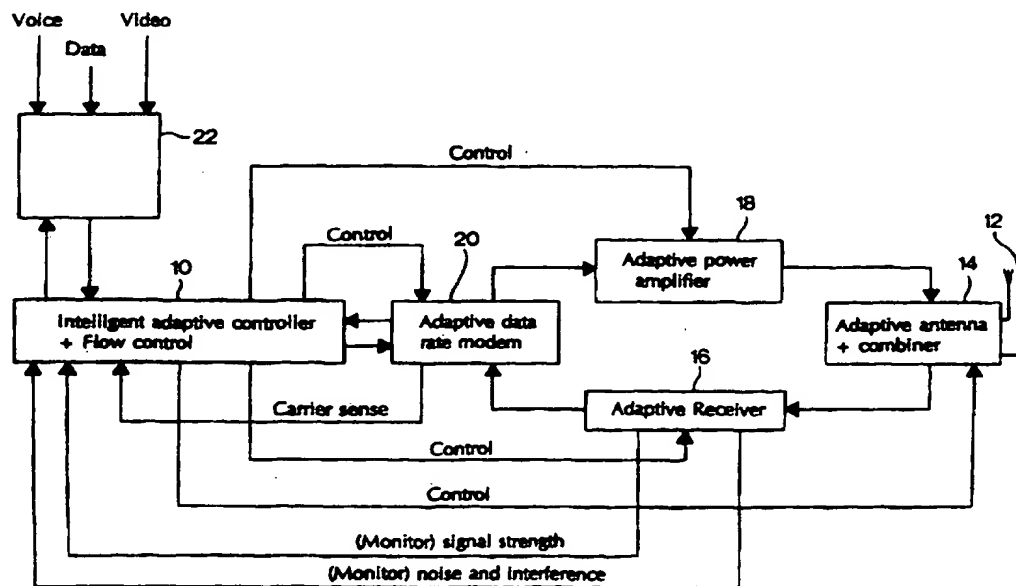 Voice
Video
Data
22
Control
18
12
Control
20
Adaptive power
amplifier
14
10
Intelligent adaptive controller
+ Flow control
Adaptive data
rate modem
Adaptive antenna
+ combiner
16
Carrier sense
Adaptive Receiver
Control
Control
(Monitor) signal strength
(Monitor) noise and interference